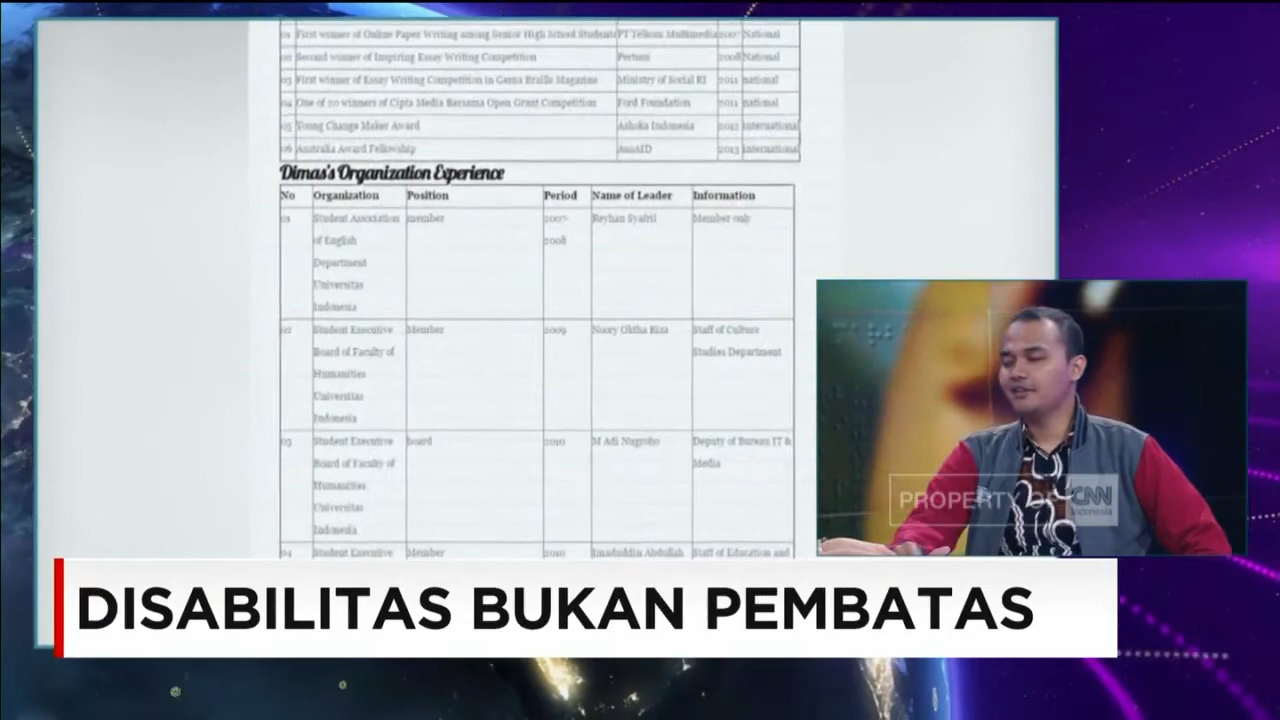 01 First winner of Online Paper Writing among Senior High School Students PT Telkom Multimedia 2007 National
02 Second winner of Inspiring Essay Writing Competition Pertuni 2008 National
03 First winner of Essay Writing Competition in Gema Braille Magazine Ministry of Social RI 2011 national
04 One of 20 winners of Cipta Media Bersama Open Grant Competition Ford Foundation 2011 national
05 Young Change Maker Award Ashoka Indonesia 2012 international
06 Australia Award Fellowship AusAID 2013 international
Dimas's Organization Experience
No Organization Position Period Name of Leader Information
01 Student Association member 2007- Reyhan Syafril Member only
of English 2008
Department
Universitas
Indonesia
02 Student Executive Member 2009 Noory Oktha Riza Staff of Culture
Board of Faculty of Studies Department
Humanities
Universitas
Indonesia
03 Student Executive board 2010 M Adi Nugroho Deputy of Bureau IT &
Board of Faculty of Media
Humanities
Universitas
Indonesia
04 Student Executive Member 2010 Imaduddin Abdullah Staff of Education and
PROPERTY OF CNN
Indonesia
DISABILITAS BUKAN PEMBATAS